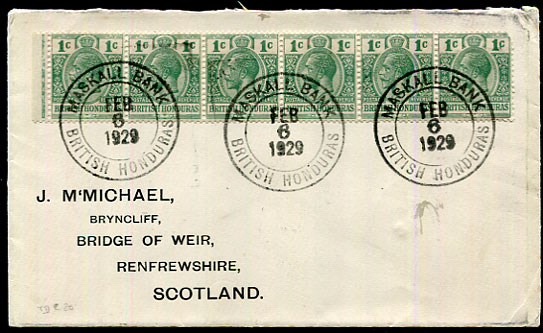 1c 1c 1c 1c 1c 1c 1c 1c 1c 1c 1c 1c
BRITISH HONDURAS
MASKALL BANK
FEB
6
1929
BRITISH HONDURAS
MASKALL BANK
FEB
6
1929
BRITISH HONDURAS
MASKALL BANK
FEB
6
1929
BRITISH HONDURAS
J. M'MICHAEL,
BRYNCLIFF,
BRIDGE OF WEIR,
RENFREWSHIRE,
SCOTLAND.